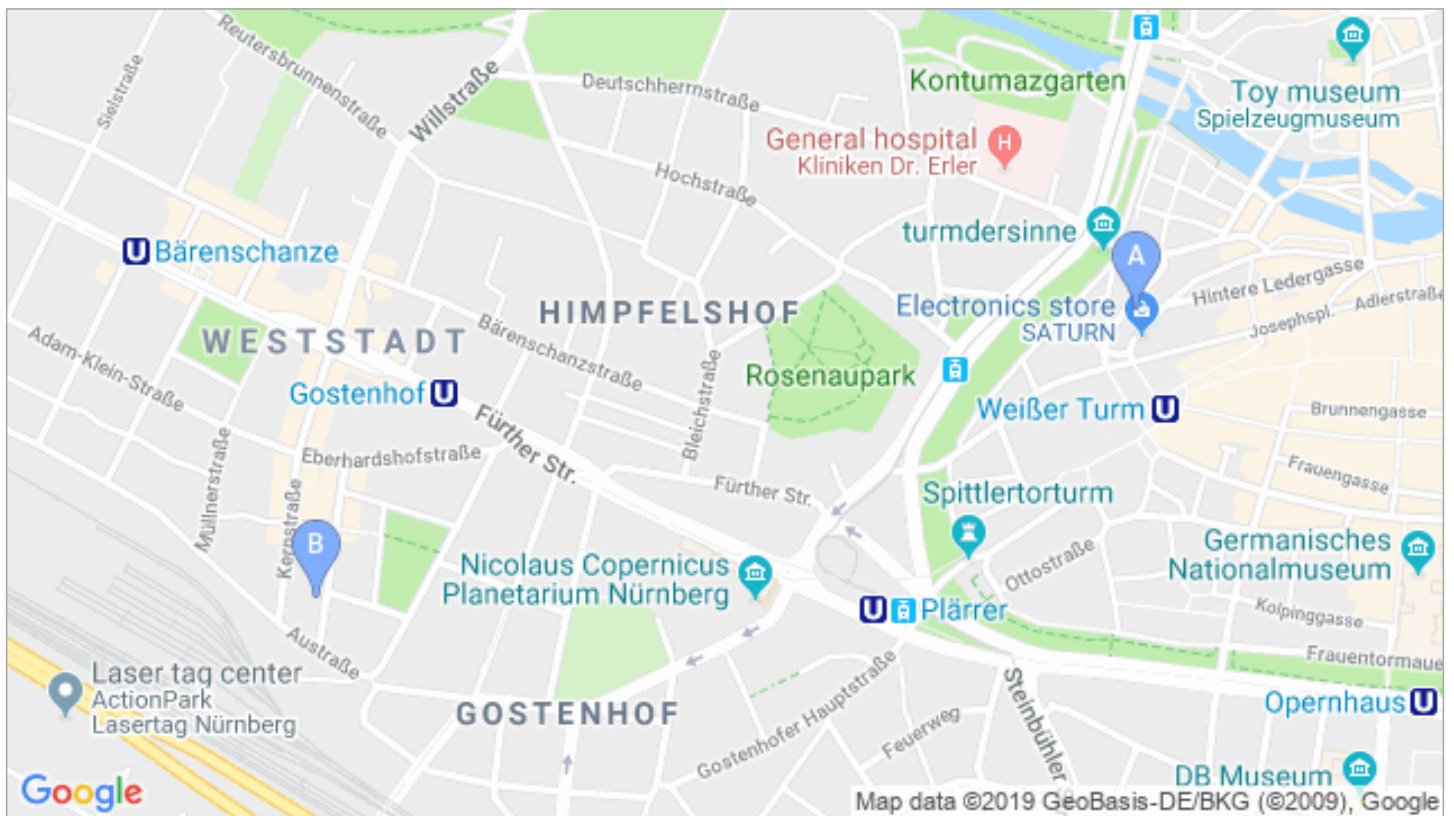 Reutersbrunnenstraße
Sielstraße
Willstraße
Deutschherrnstraße
Kontumazgarten
Toy museum
Spielzeugmuseum
General hospital
Kliniken Dr. Erler
H
Hochstraße
turmdersinne
A
U Bärenschanze
Hintere Ledergasse
Adlerstraße
Electronics store
SATURN
Josephspl.
HIMPFELSHOF
WESTSTADT
Bärenschanzstraße
Adam-Klein-Straße
Rosenaupark
Gostenhof U
Weißer Turm U
Brunnengasse
Bleichstraße
Fürther Str.
Eberhardshofstraße
Müllnerstraße
Kernstraße
Fürther Str.
Frauengasse
Spittlertorturm
B
Germanisches
Nationalmuseum
Ottostraße
Nicolaus Copernicus
Planetarium Nürnberg
U Plärrer
Kolpinggasse
Austraße
Frauentormaue
Laser tag center
ActionPark
Lasertag Nürnberg
GOSTENHOF
Steinbühler
Opernhaus U
Gostenhofer Hauptstraße
Feuerweg
DB Museum
Google
Map data ©2019 GeoBasis-DE/BKG (©2009), Google